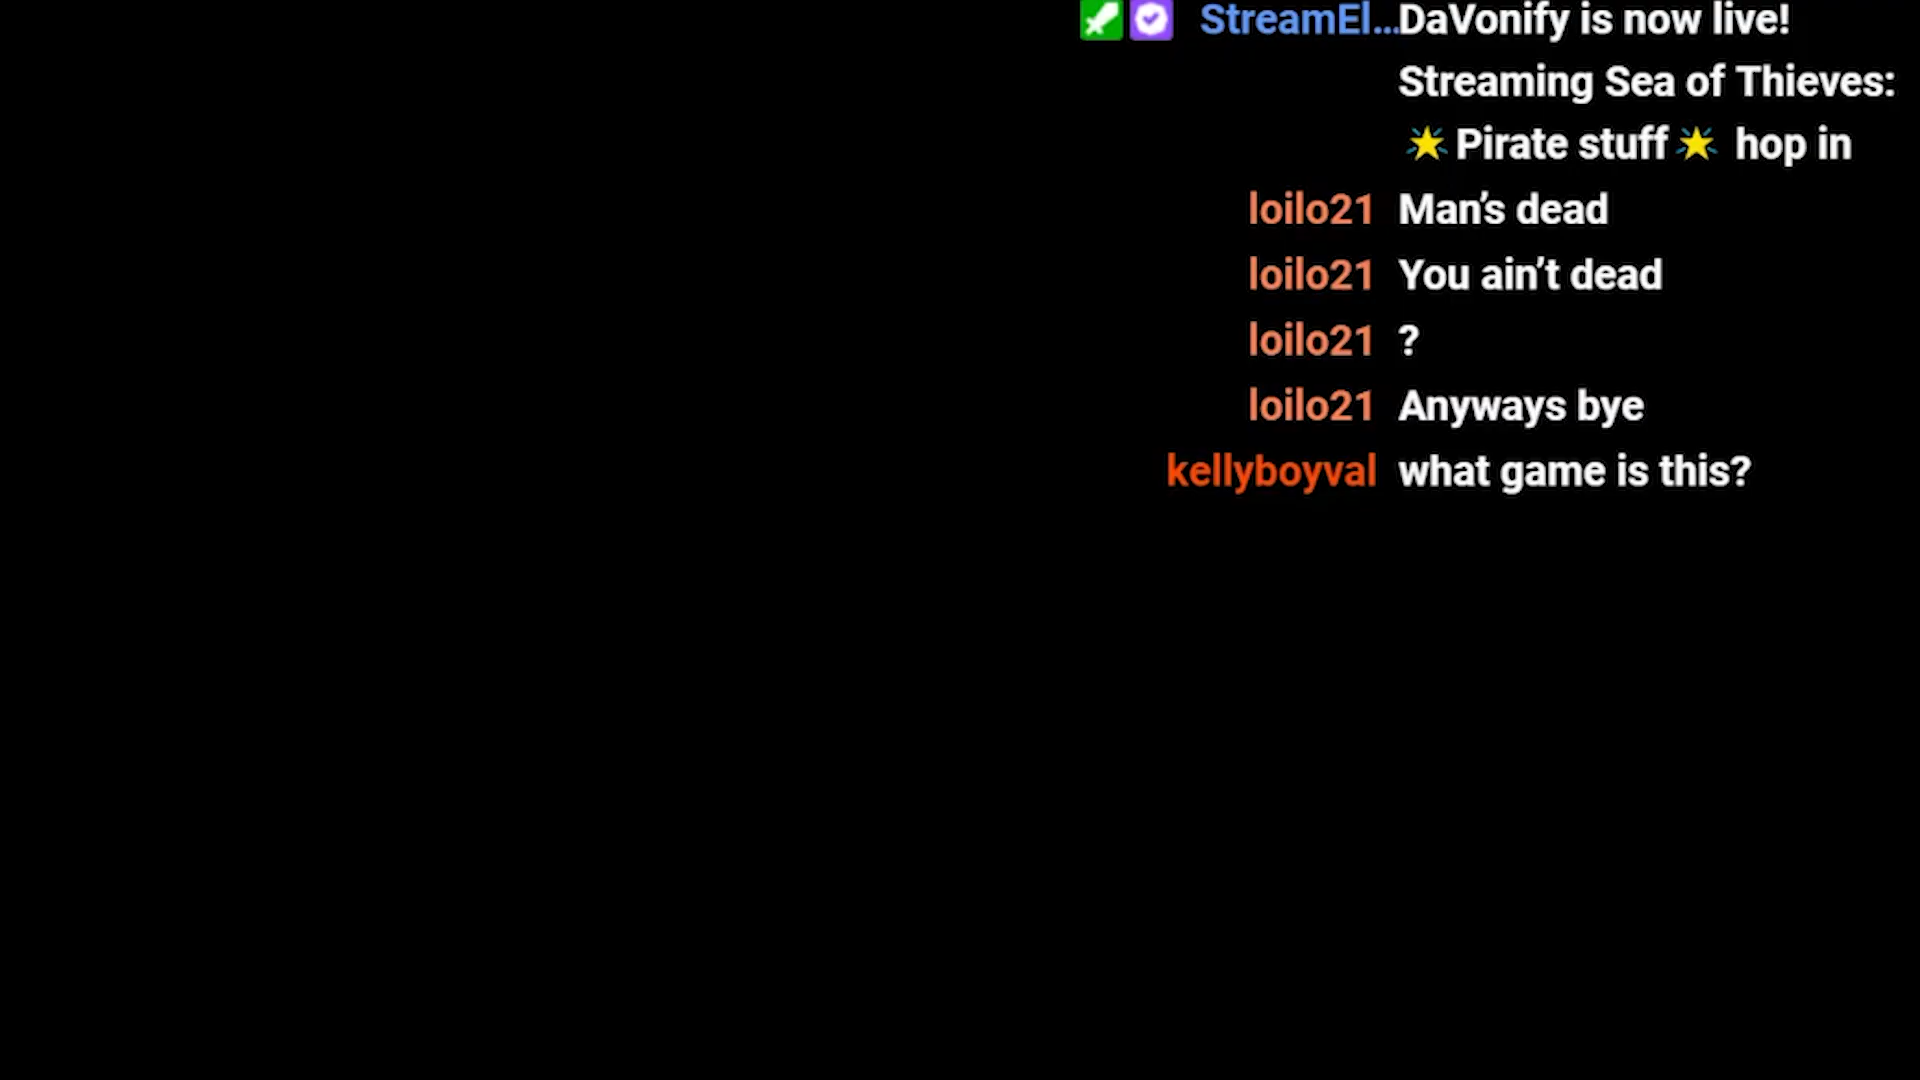 StreamEl... DaVonify is now live!
Streaming Sea of Thieves:
🌟Pirate stuff🌟 hop in
loilo21 Man's dead
loilo21 You ain't dead
loilo21 ?
loilo21 Anyways bye
kellyboyval what game is this?